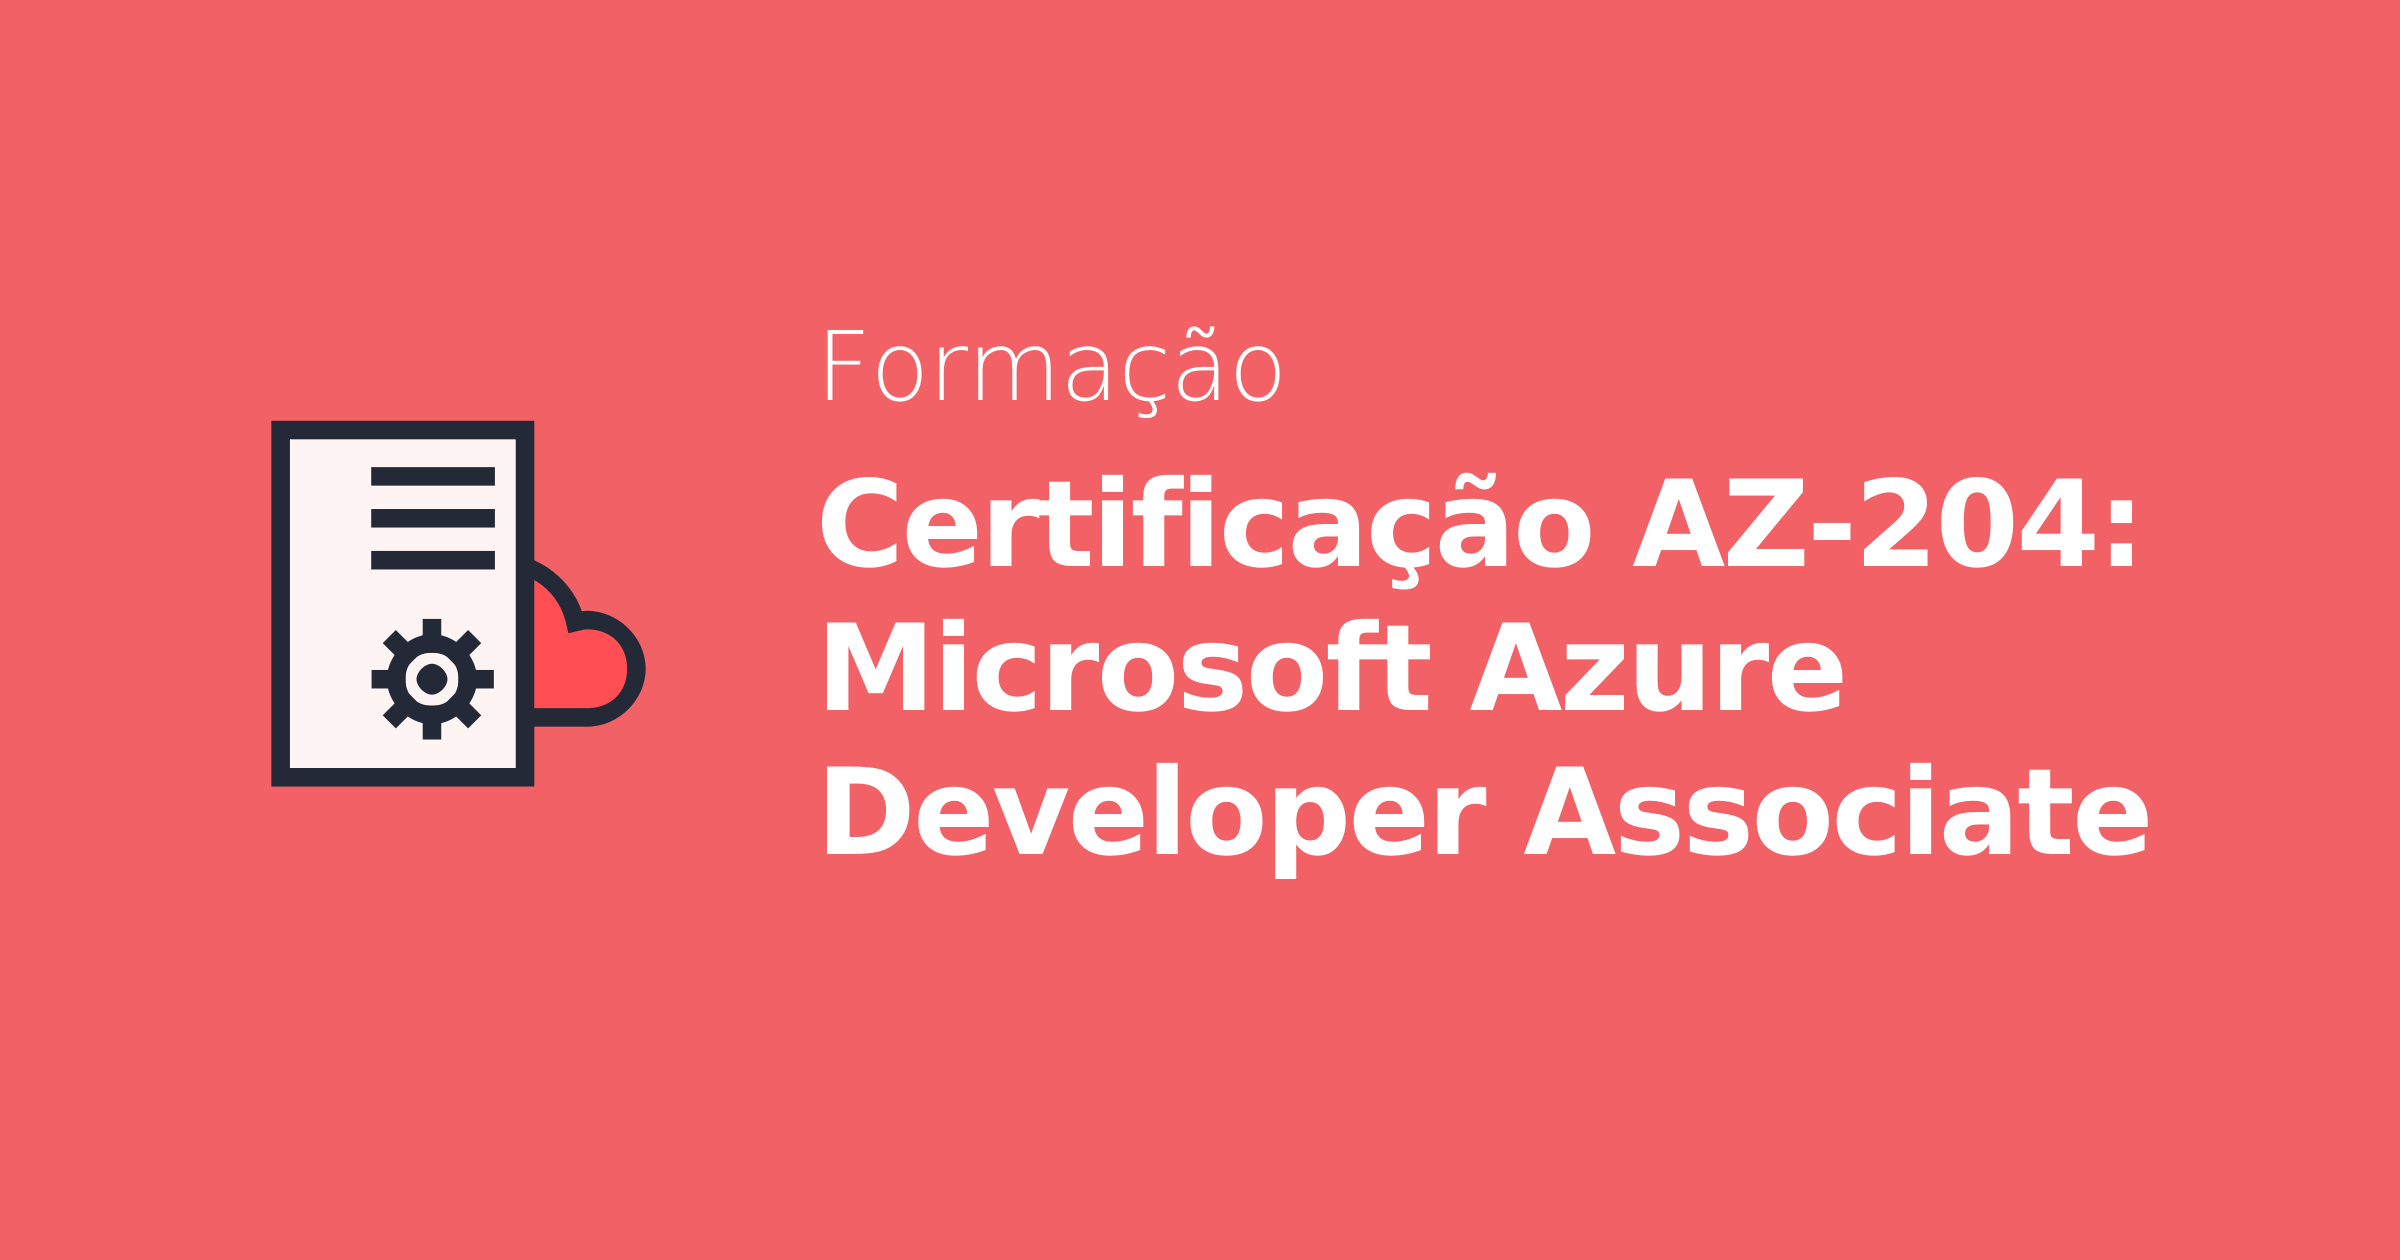 Formação
Certificação AZ-204:
Microsoft Azure
Developer Associate